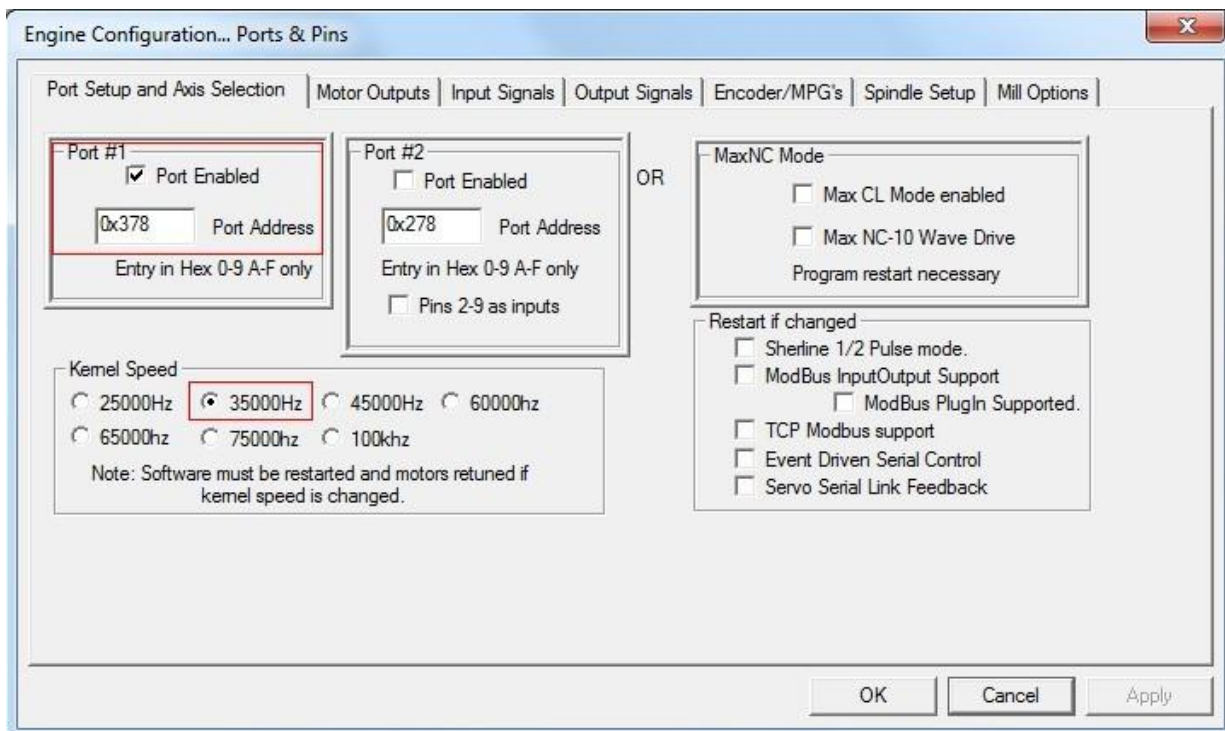 Engine Configuration... Ports & Pins
Port Setup and Axis Selection
Motor Outputs
Input Signals
Output Signals
Encoder/MPG's
Spindle Setup
Mill Options
Port #1
Port Enabled
0x378
Port Address
Entry in Hex 0-9 A-F only
Port #2
Port Enabled
0x278
Port Address
Entry in Hex 0-9 A-F only
Pins 2-9 as inputs
OR
MaxNC Mode
Max CL Mode enabled
Max NC-10 Wave Drive
Program restart necessary
Restart if changed
Sherline 1/2 Pulse mode.
ModBus InputOutput Support
ModBus PlugIn Supported.
TCP Modbus support
Event Driven Serial Control
Servo Serial Link Feedback
Kernel Speed
25000Hz
35000Hz
45000Hz
60000hz
65000hz
75000hz
100khz
Note: Software must be restarted and motors retuned if
kernel speed is changed.
OK
Cancel
Apply